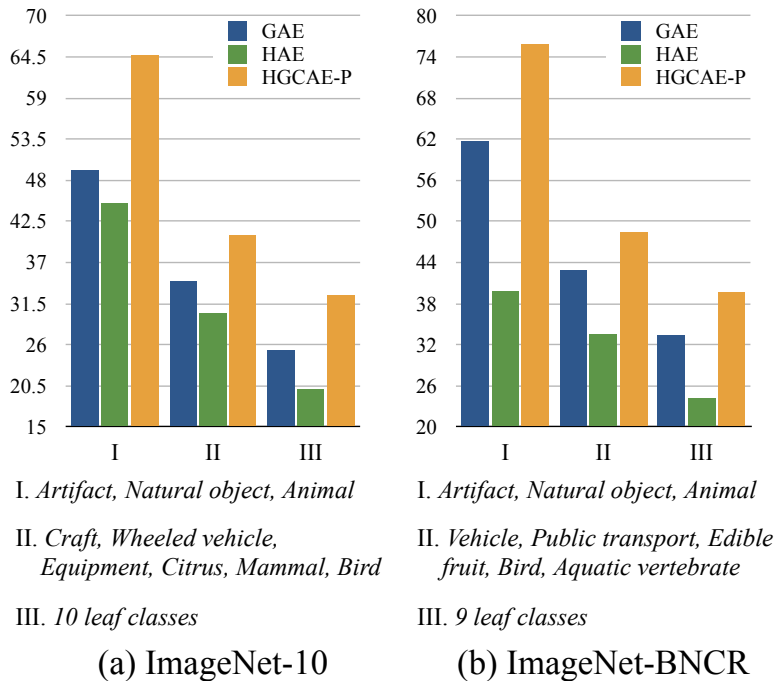 70
64.5
59
53.5
48
42.5
37
31.5
26
20.5
15
GAE
HAE
HGCAE-P
I II III
I. Artifact, Natural object, Animal
II. Craft, Wheeled vehicle,
Equipment, Citrus, Mammal, Bird
III. 10 leaf classes
(a) ImageNet-10
80
74
68
62
56
50
44
38
32
26
20
GAE
HAE
HGCAE-P
I II III
I. Artifact, Natural object, Animal
II. Vehicle, Public transport, Edible
fruit, Bird, Aquatic vertebrate
III. 9 leaf classes
(b) ImageNet-BNCR